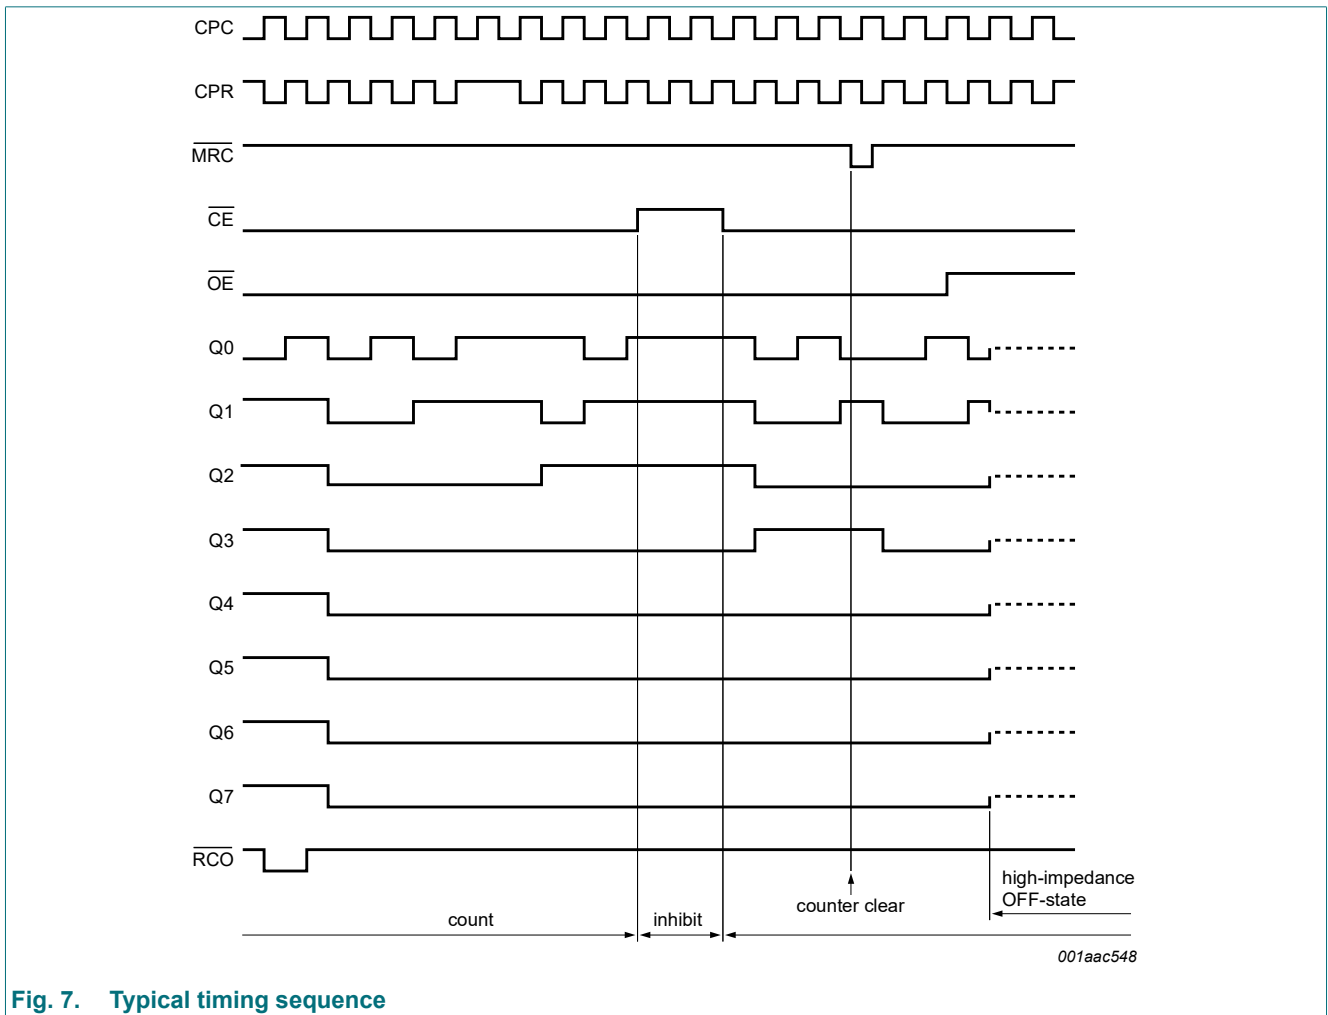 CPC
CPR
MRC
CE
OE
Q0
Q1
Q2
Q3
Q4
Q5
Q6
Q7
RCO
high-impedance
OFF-state
counter clear
count
inhibit
001aac548
Fig. 7. Typical timing sequence